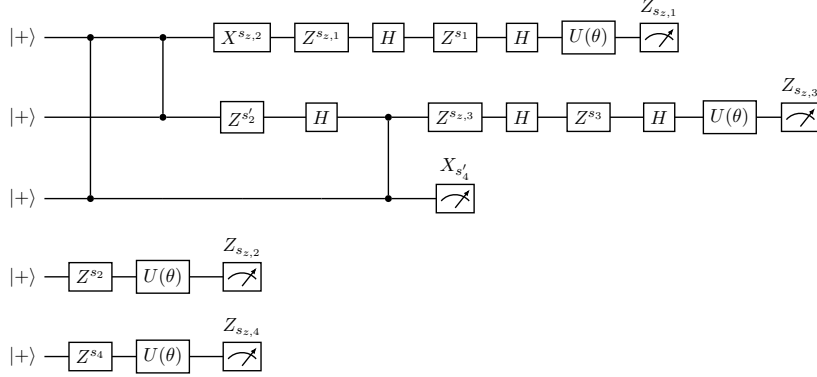 Z_{s_{z,1}}
|+⟩ X^{s_{z,2}} Z^{s_{z,1}} H Z^{s_1} H U(θ)
Z_{s_{z,3}}
|+⟩ Z^{s'_2} H Z^{s_{z,3}} H Z^{s_3} H U(θ)
X_{s'_4}
|+⟩
Z_{s_{z,2}}
|+⟩ Z^{s_2} U(θ)
Z_{s_{z,4}}
|+⟩ Z^{s_4} U(θ)